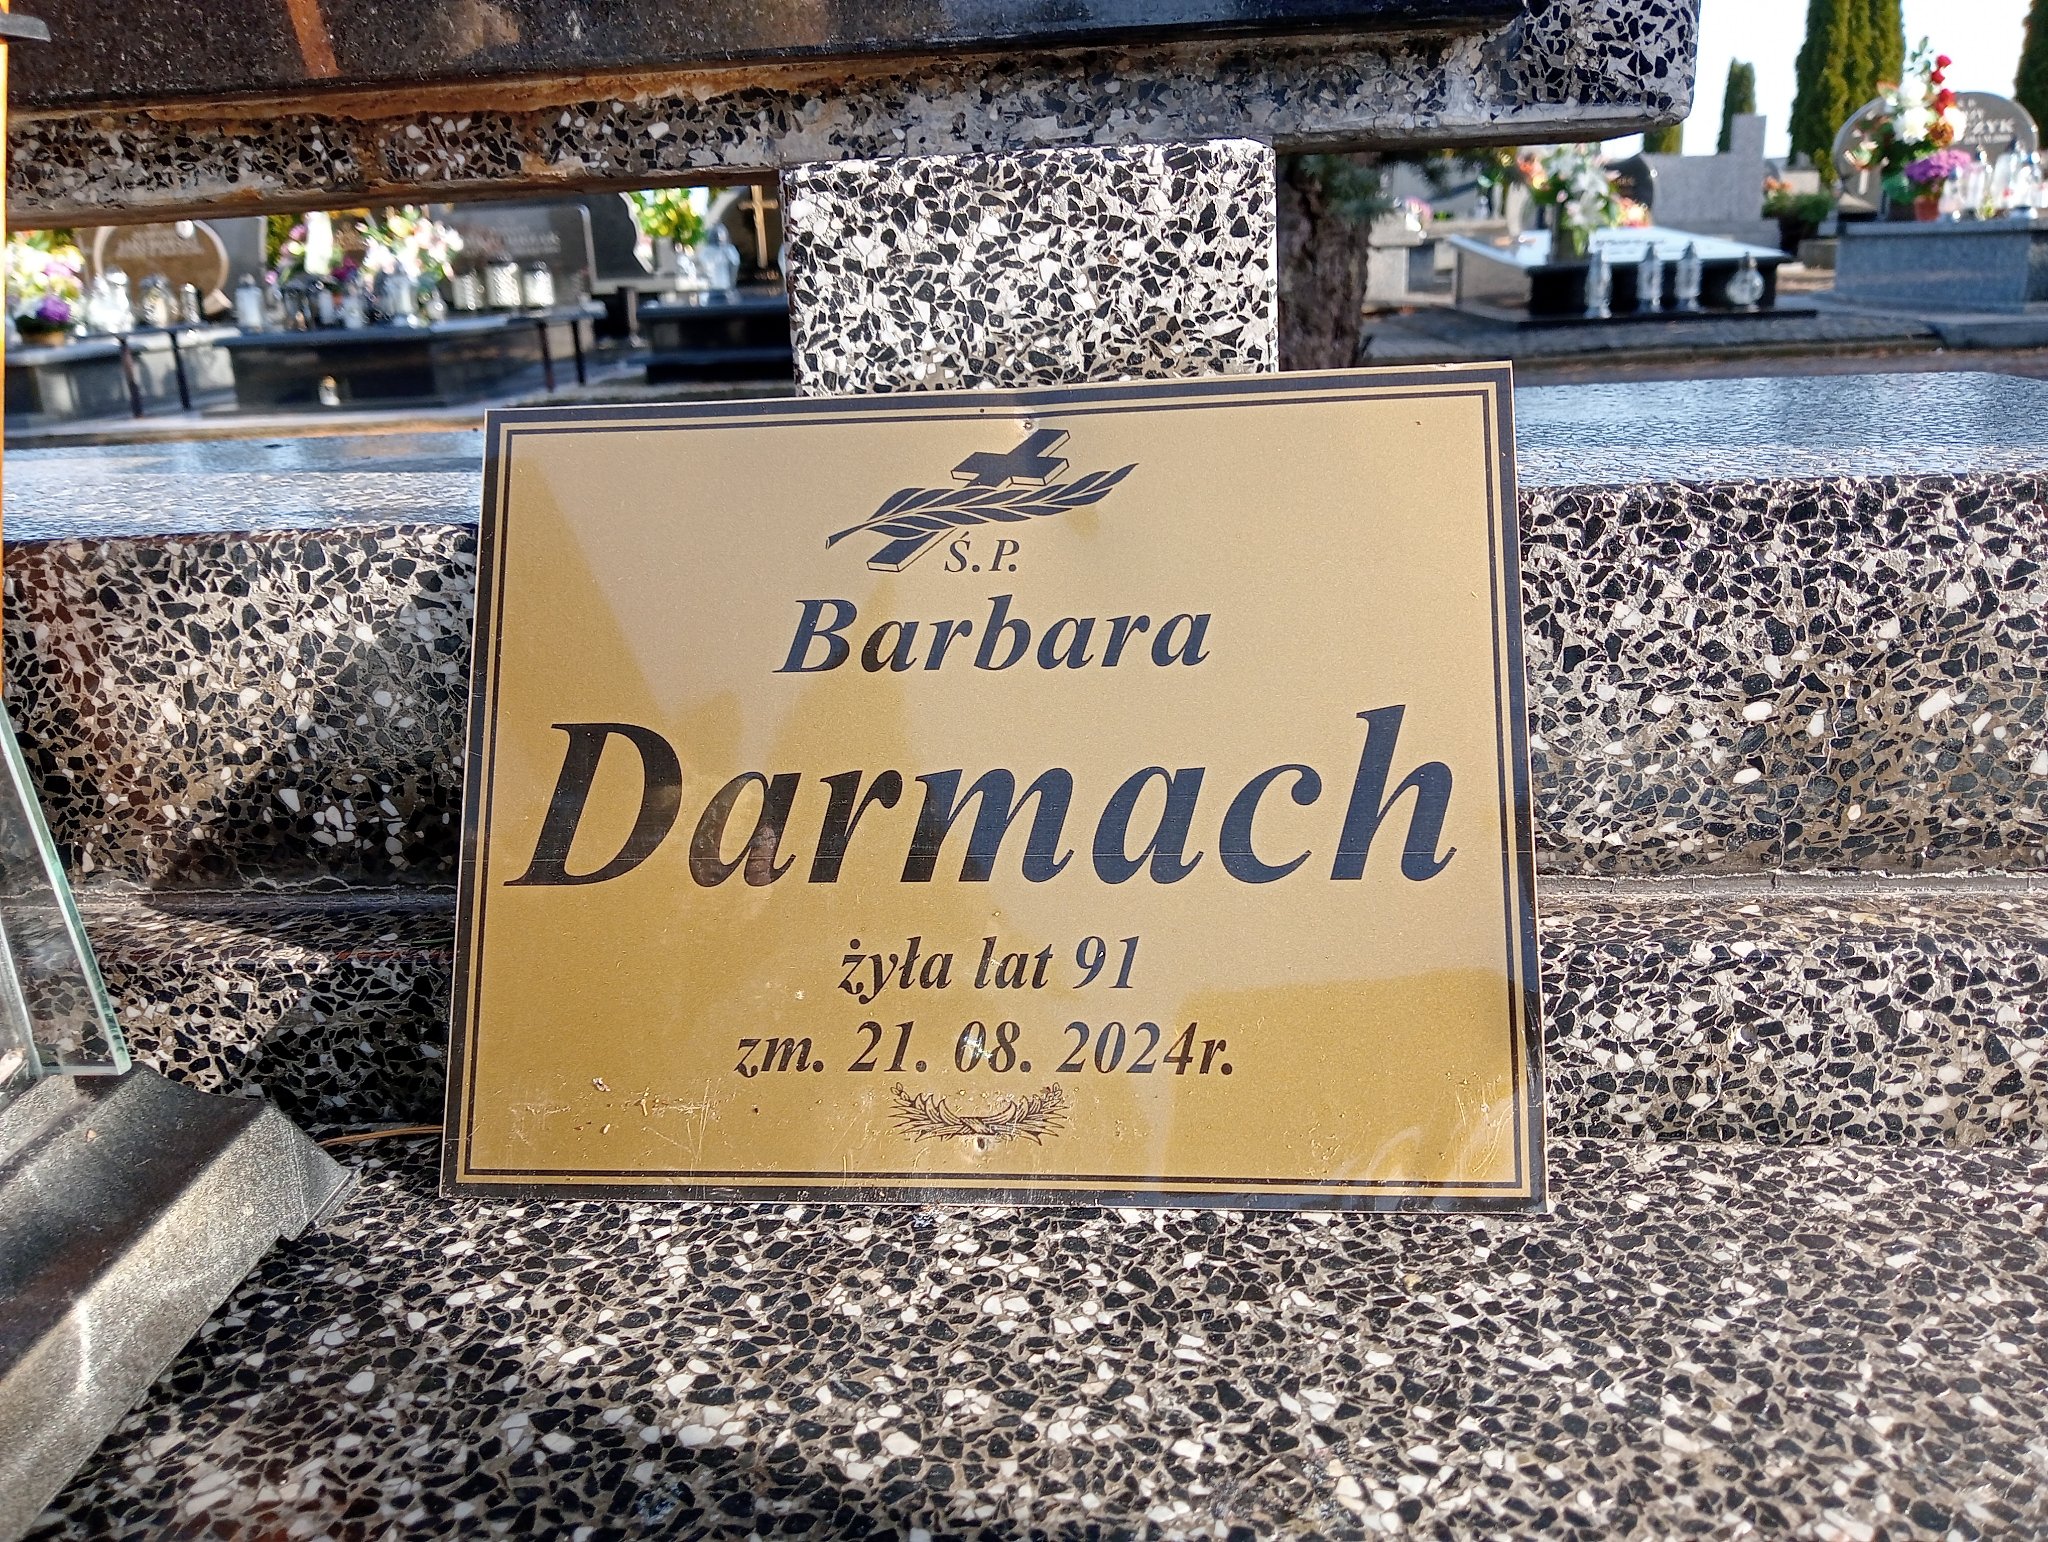 Ś. P.
Barbara
Darmach
żyła lat 91
zm. 21. 08. 2024r.